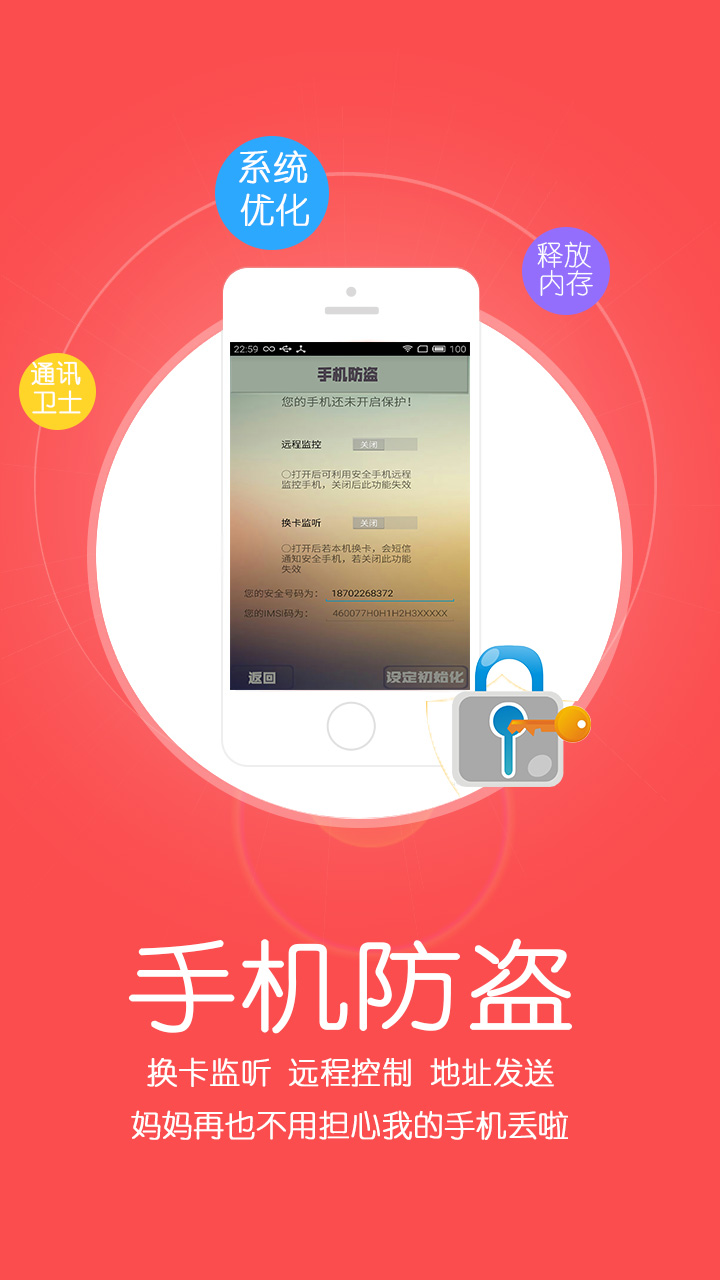 系统
优化
释放
内存
通讯
卫士
22:59
100
手机防盗
您的手机还未开启保护!
远程监控
关闭
○打开后可利用安全手机远程
监控手机，关闭后此功能失效
换卡监听
关闭
○打开后若本机换卡，会短信
通知安全手机，若关闭此功能
失效
您的安全号码为： 18702268372
您的IMSI码为： 460077H0H1H2H3XXXXX
返回
设定初始化
手机防盗
换卡监听 远程控制 地址发送
妈妈再也不用担心我的手机丢啦